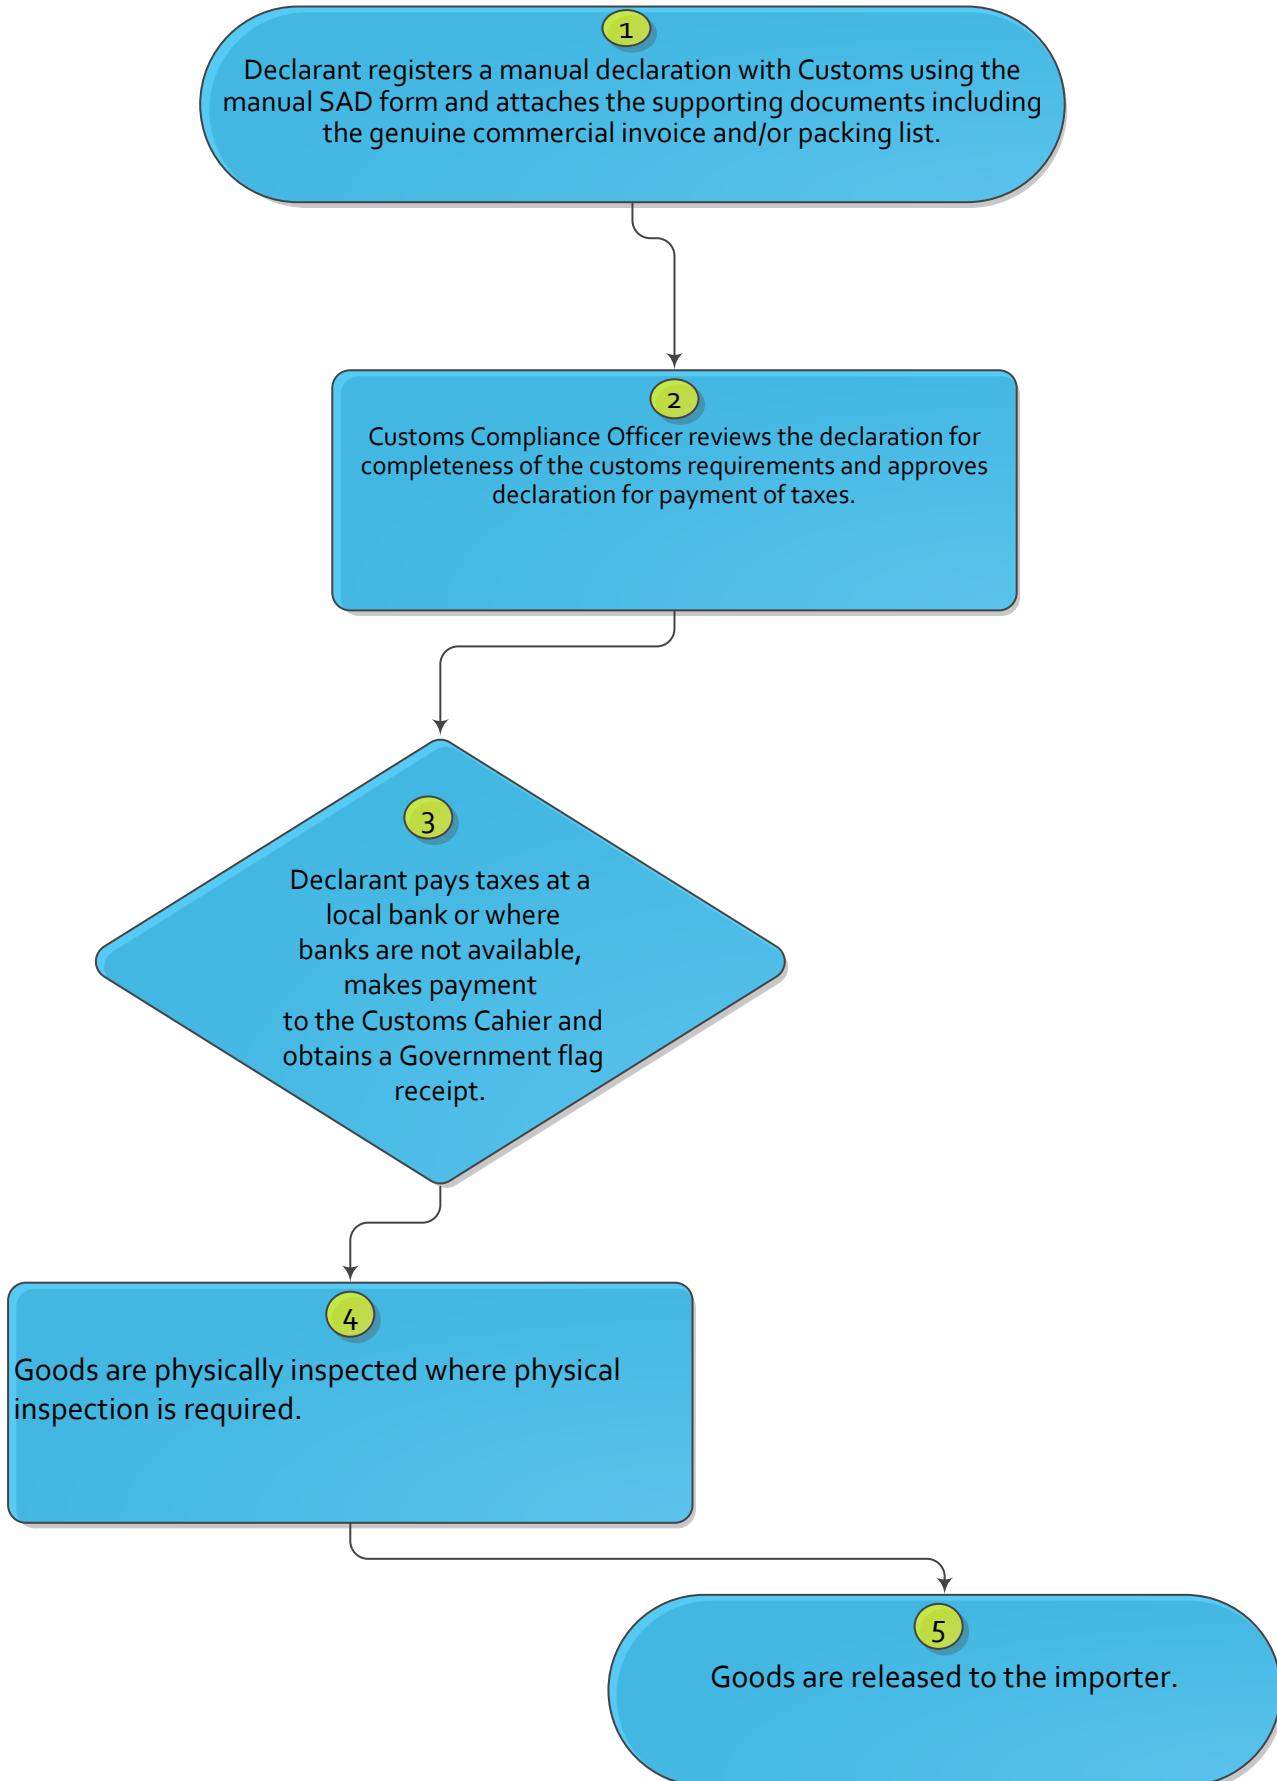 1
Declarant registers a manual declaration with Customs using the
manual SAD form and attaches the supporting documents including
the genuine commercial invoice and/or packing list.
2
Customs Compliance Officer reviews the declaration for
completeness of the customs requirements and approves
declaration for payment of taxes.
3
Declarant pays taxes at a
local bank or where
banks are not available,
makes payment
to the Customs Cahier and
obtains a Government flag
receipt.
4
Goods are physically inspected where physical
inspection is required.
5
Goods are released to the importer.